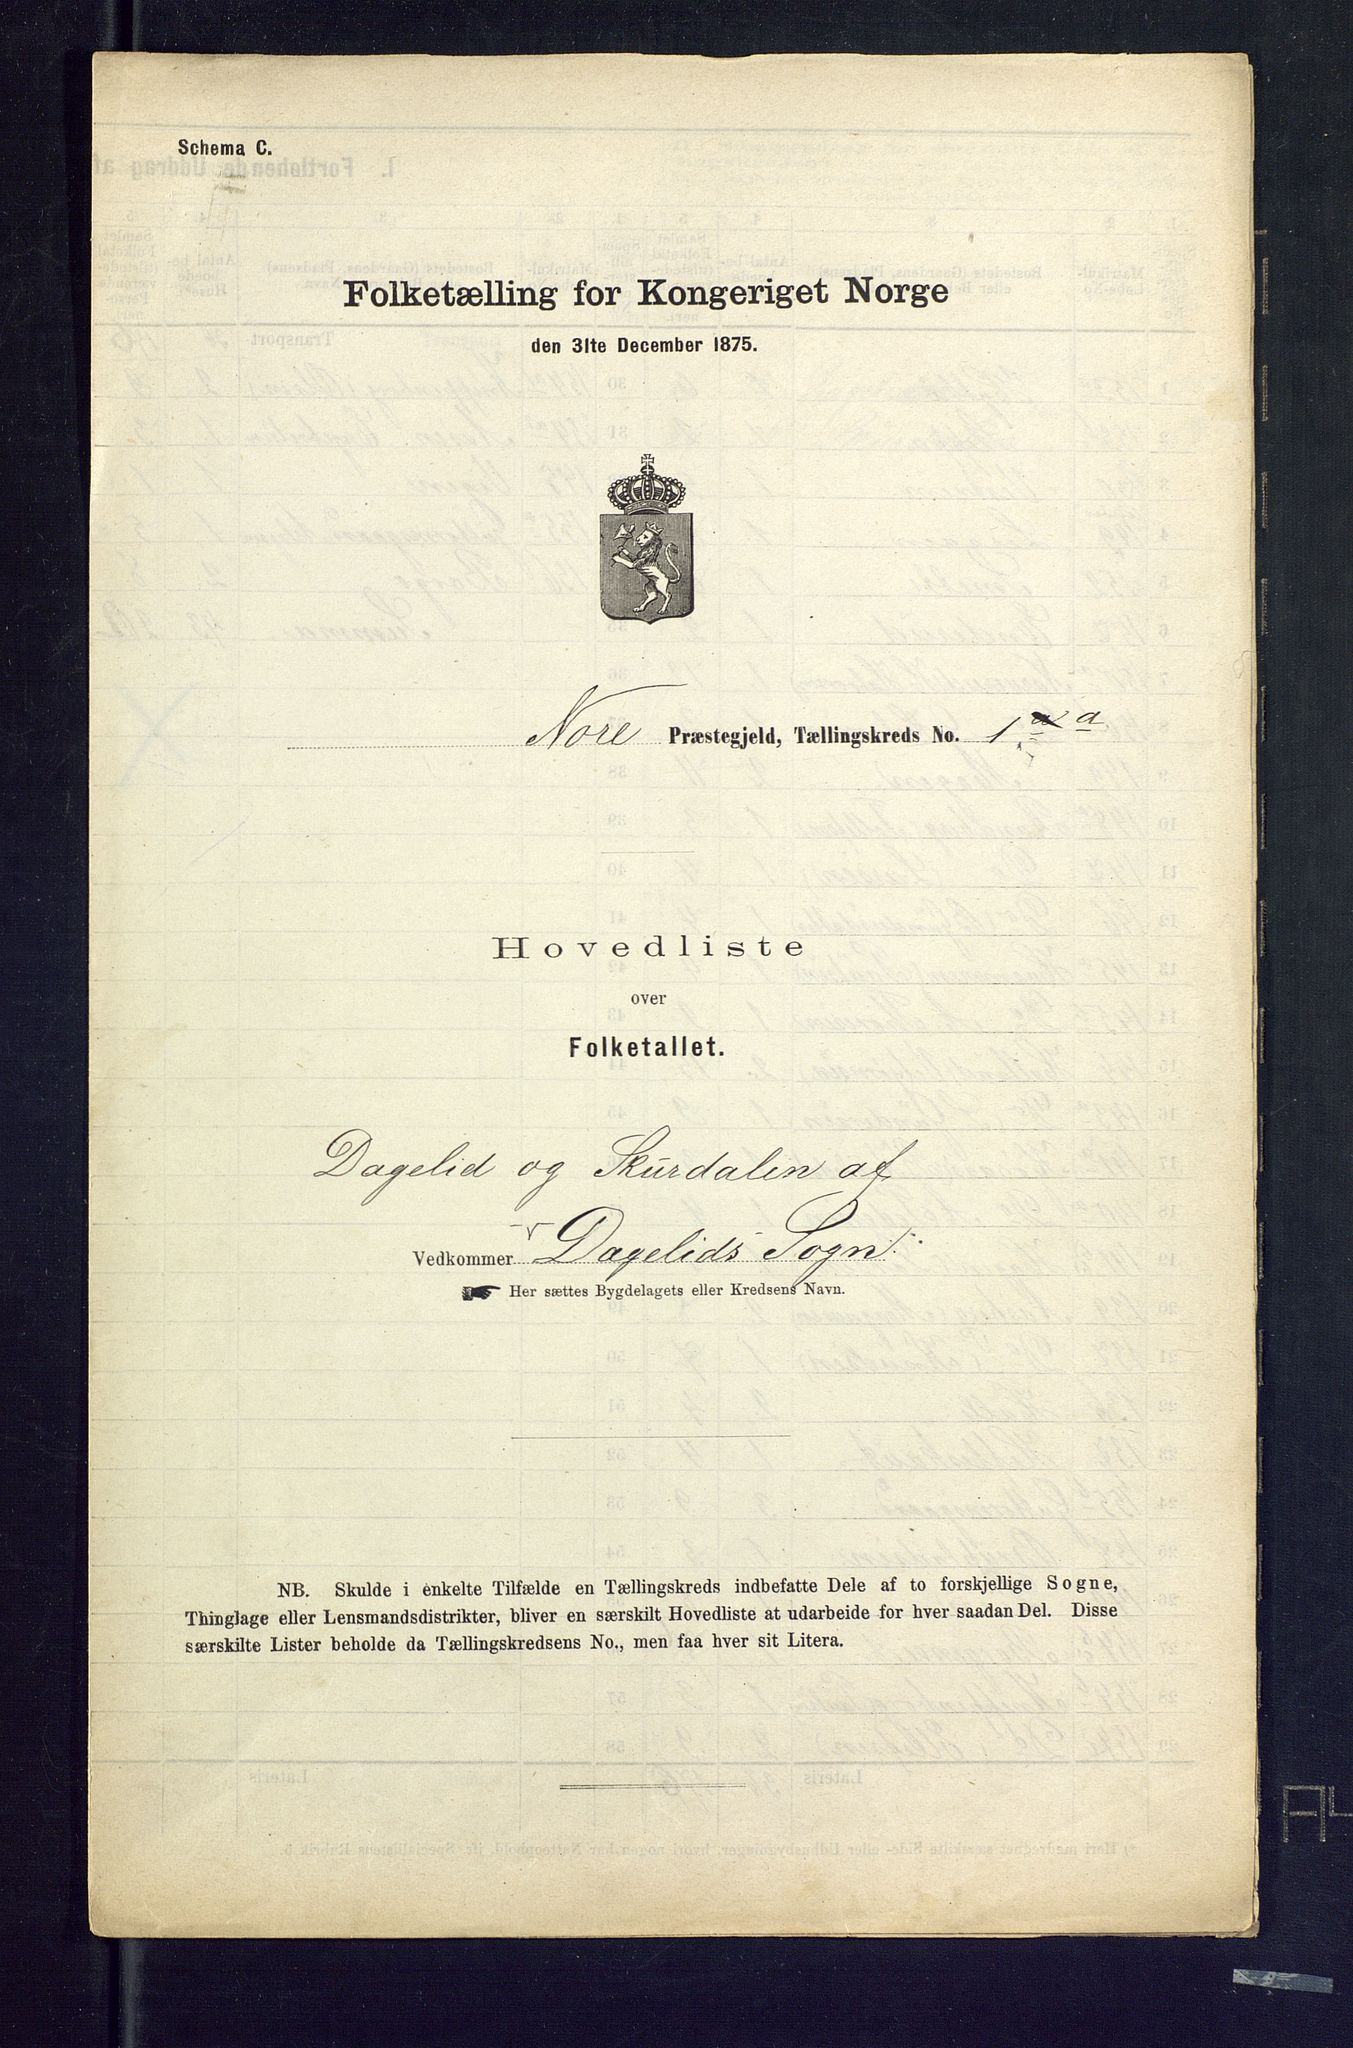 Schema C.
Folketælling for Kongeriget Norge
den 31te December 1875.
Nore Præstegjeld, Tællingskreds No. 1 a
Hovedliste
over
Folketallet.
Dagelid og Skurdalen af
Vedkommer Dagelids Sogn
Her sættes Bygdelagets eller Kredsens Navn.
NB. Skulde i enkelte Tilfælde en Tællingskreds indbefatte Dele af to forskjellige Sogne,
Thinglage eller Lensmandsdistrikter, bliver en særskilt Hovedliste at udarbeide for hver saadan Del. Disse
særskilte Lister beholde da Tællingskredsens No., men faa hver sit Litera.